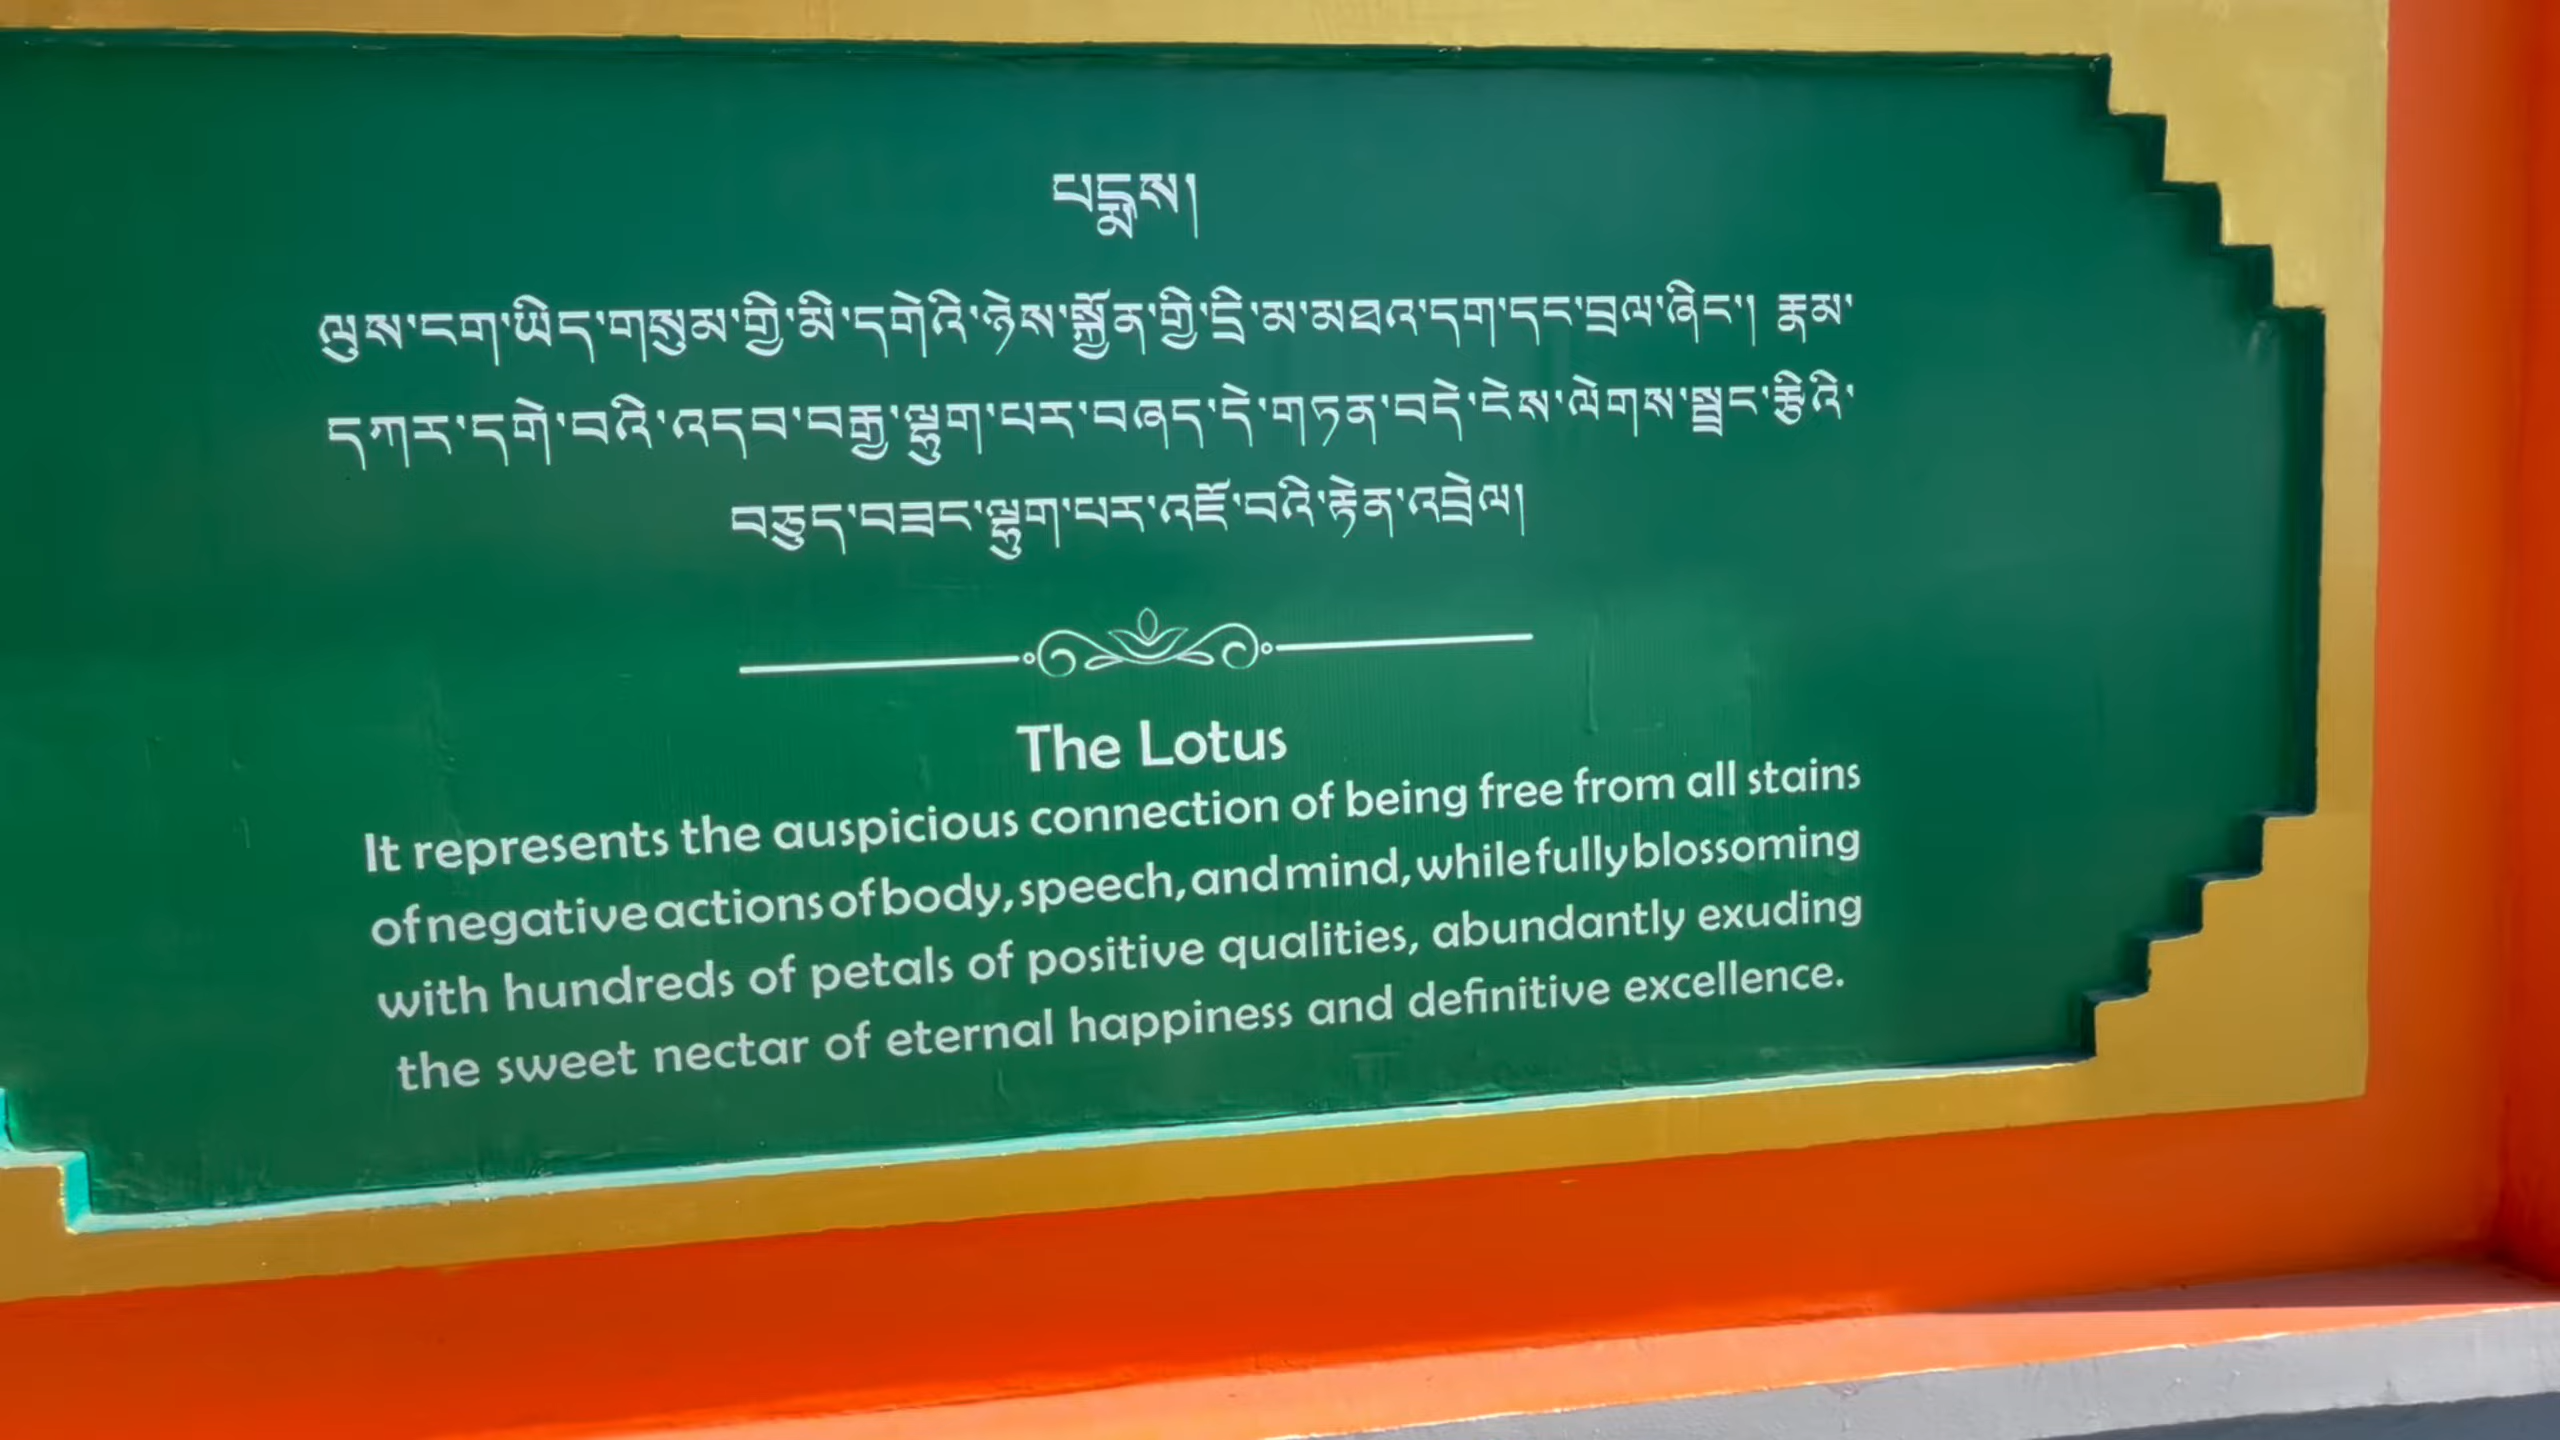 པདྨས།
ལུས་ངག་ཡིད་གསུམ་གྱི་མི་དགེའི་ཉེས་སྐྱོན་གྱི་དྲི་མ་མཐའ་དག་དང་བྲལ་ཞིང་། རྣམ་
དཀར་དགེ་བའི་འདབ་བརྒྱ་ལྷུག་པར་བཞད་དེ་གཏན་བདེ་ངེས་ལེགས་སྦྲང་རྩིའི་
བཅུད་བཟང་ལྷུག་པར་འཛོ་བའི་རྟེན་འབྲེལ།
The Lotus
It represents the auspicious connection of being free from all stains
of negative actions of body, speech, and mind, while fully blossoming
with hundreds of petals of positive qualities, abundantly exuding
the sweet nectar of eternal happiness and definitive excellence.